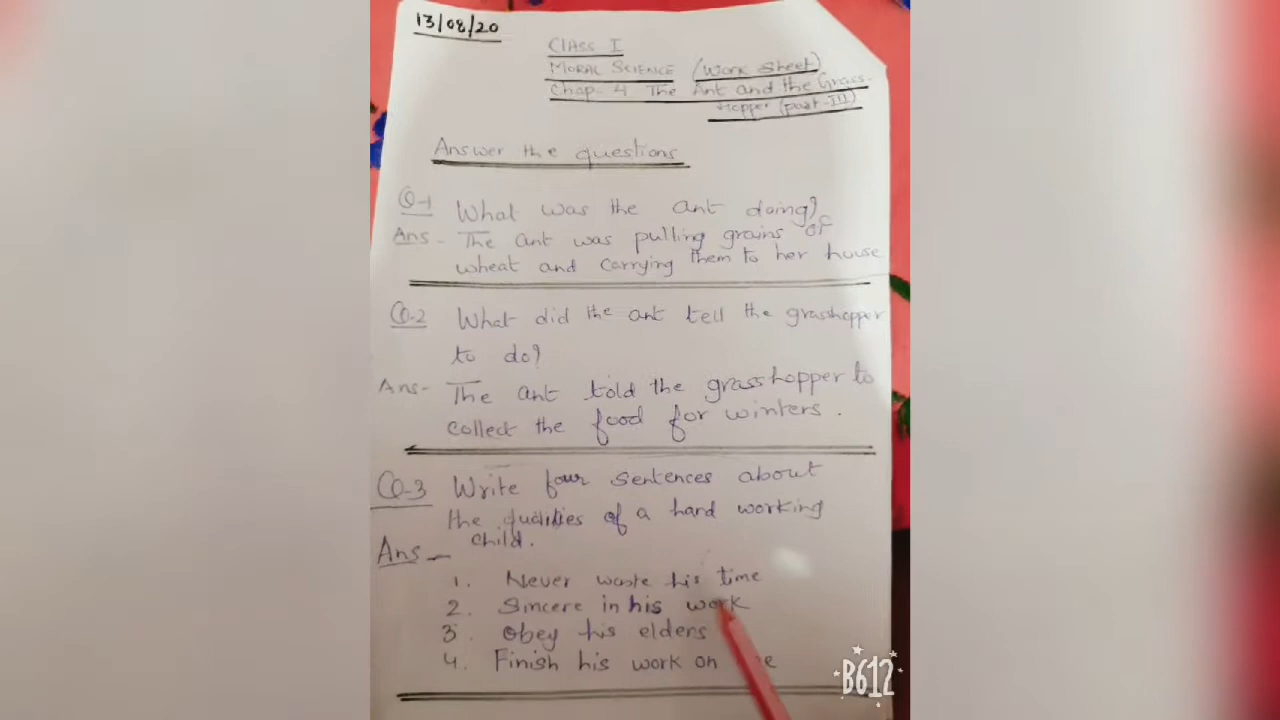 13/08/20
Class I
Moral Science (Work Sheet)
Chap- 4 The Ant and the Grass-
hopper (part-III)
Answer the questions
Q-1 What was the ant doing?
Ans - The ant was pulling grains of
wheat and carrying them to her house
Q-2 What did the ant tell the grasshopper
to do?
Ans- The ant told the grasshopper to
collect the food for winters.
Q-3 Write four sentences about
the qualities of a hard working
child.
Ans -
1. Never waste his time
2. Sincere in his work
3. Obey his elders
4. Finish his work on
B612